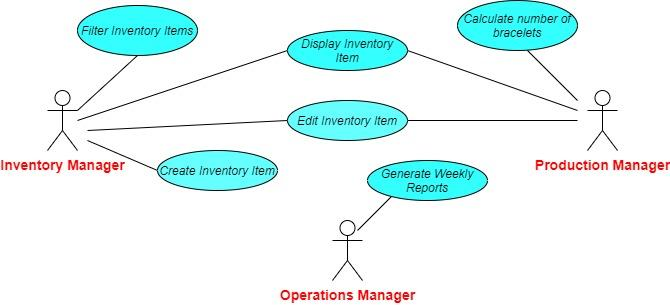 Filter Inventory Items
Display Inventory
Item
Calculate number of
bracelets
Edit Inventory Item
Inventory Manager
Production Manager
Create Inventory Item
Generate Weekly
Reports
Operations Manager